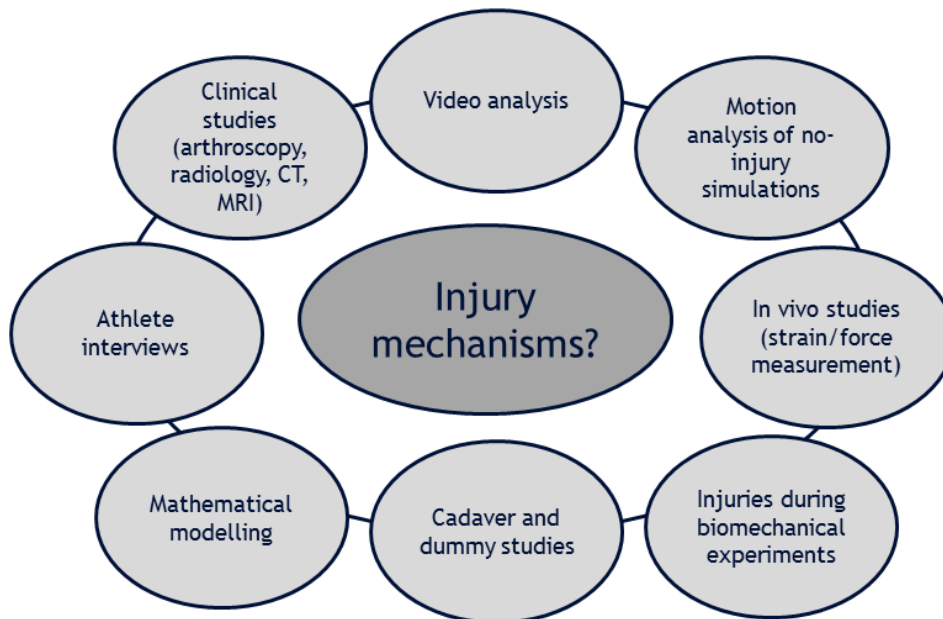 Video analysis
Motion
analysis of no-
injury
simulations
In vivo studies
(strain/force
measurement)
Injuries during
biomechanical
experiments
Cadaver and
dummy studies
Mathematical
modelling
Athlete
interviews
Clinical
studies
(arthroscopy,
radiology, CT,
MRI)
Injury
mechanisms?